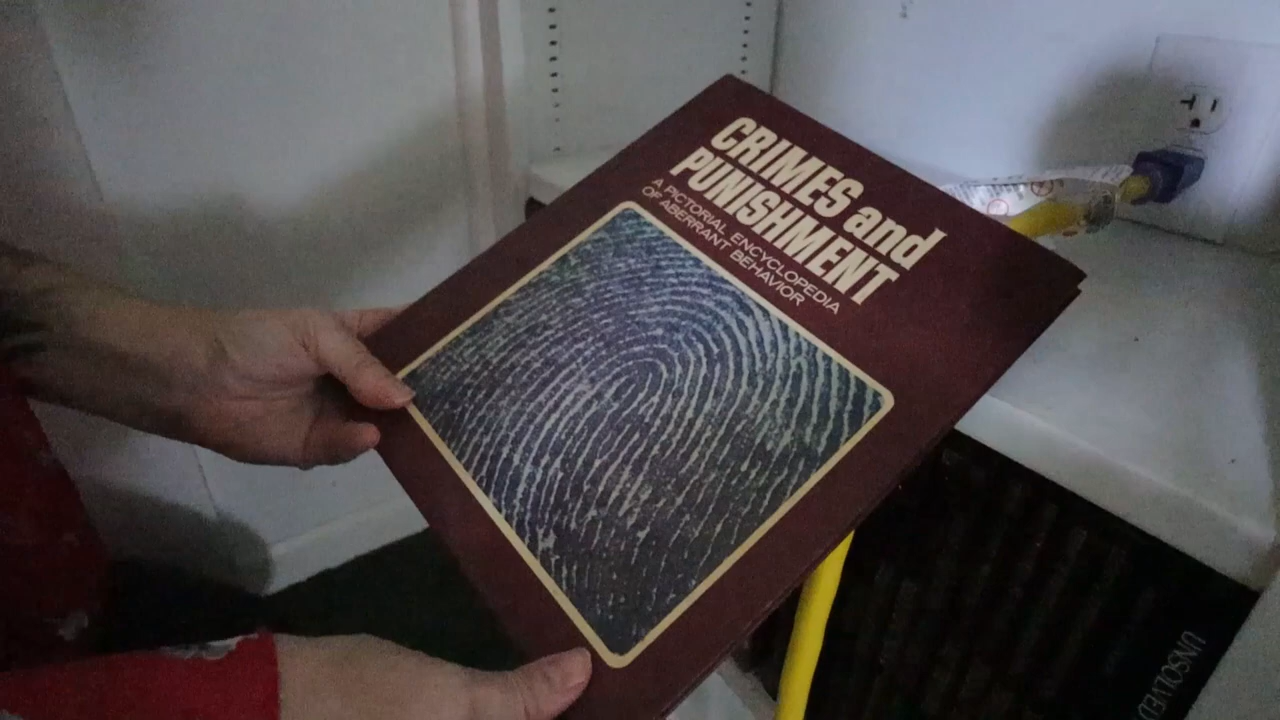 CRIMES and
PUNISHMENT
A PICTORIAL ENCYCLOPEDIA
OF ABERRANT BEHAVIOR
UNSOLVED